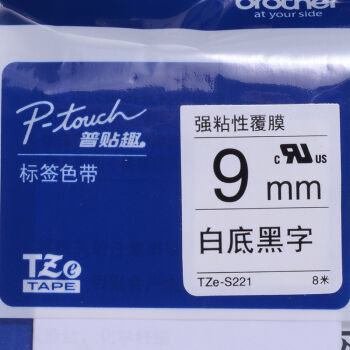 brother
at your side
P-touch
普贴趣
标签色带
TZe
TAPE
强粘性覆膜
9 mm
c UR US
白底黑字
TZe-S221 8米